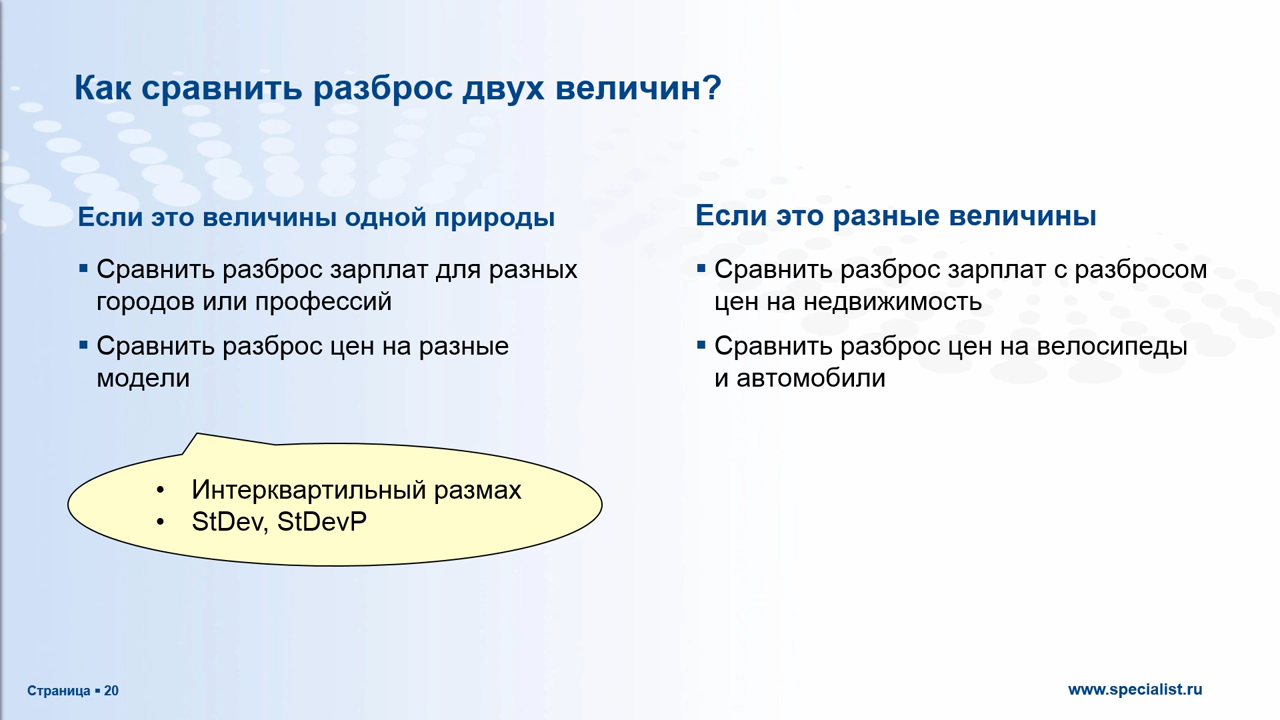 Как сравнить разброс двух величин?
Если это величины одной природы
▪ Сравнить разброс зарплат для разных
городов или профессий
▪ Сравнить разброс цен на разные
модели
• Интерквартильный размах
• StDev, StDevP
Если это разные величины
▪ Сравнить разброс зарплат с разбросом
цен на недвижимость
▪ Сравнить разброс цен на велосипеды
и автомобили
Страница ▪ 20
www.specialist.ru